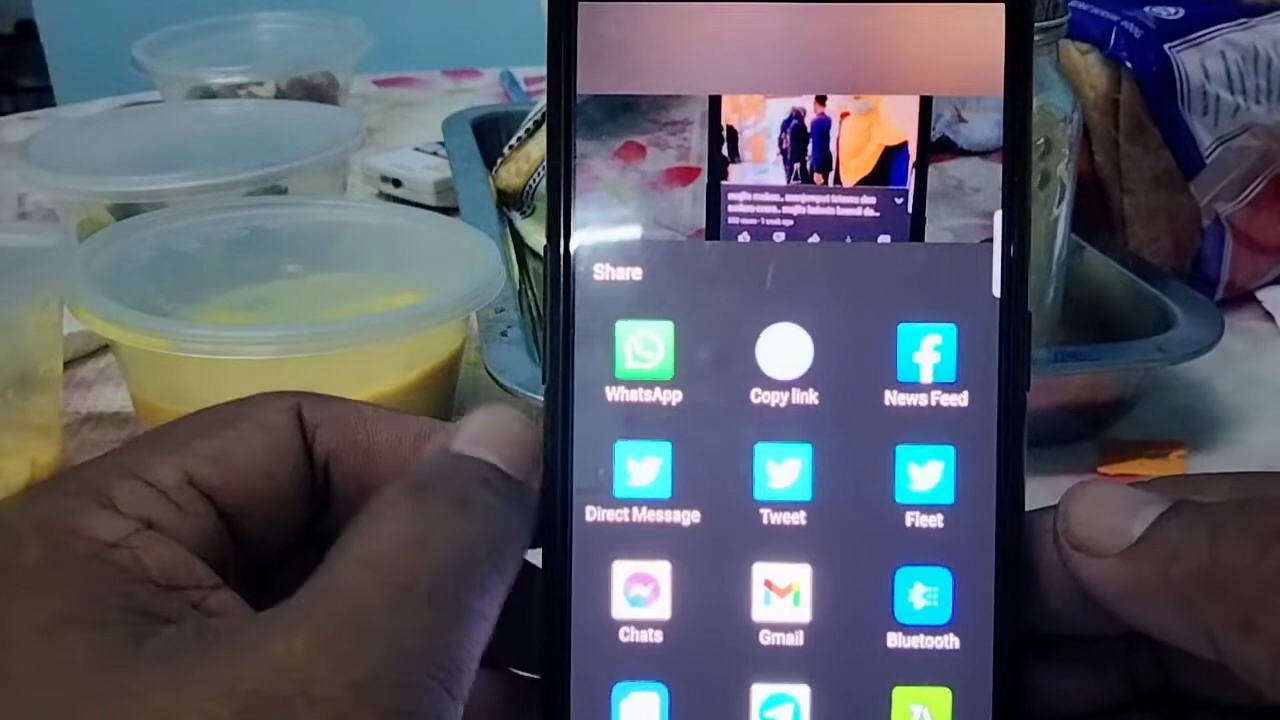 Share
WhatsApp
Copy link
News Feed
Direct Message
Tweet
Fleet
Chats
Gmail
Bluetooth